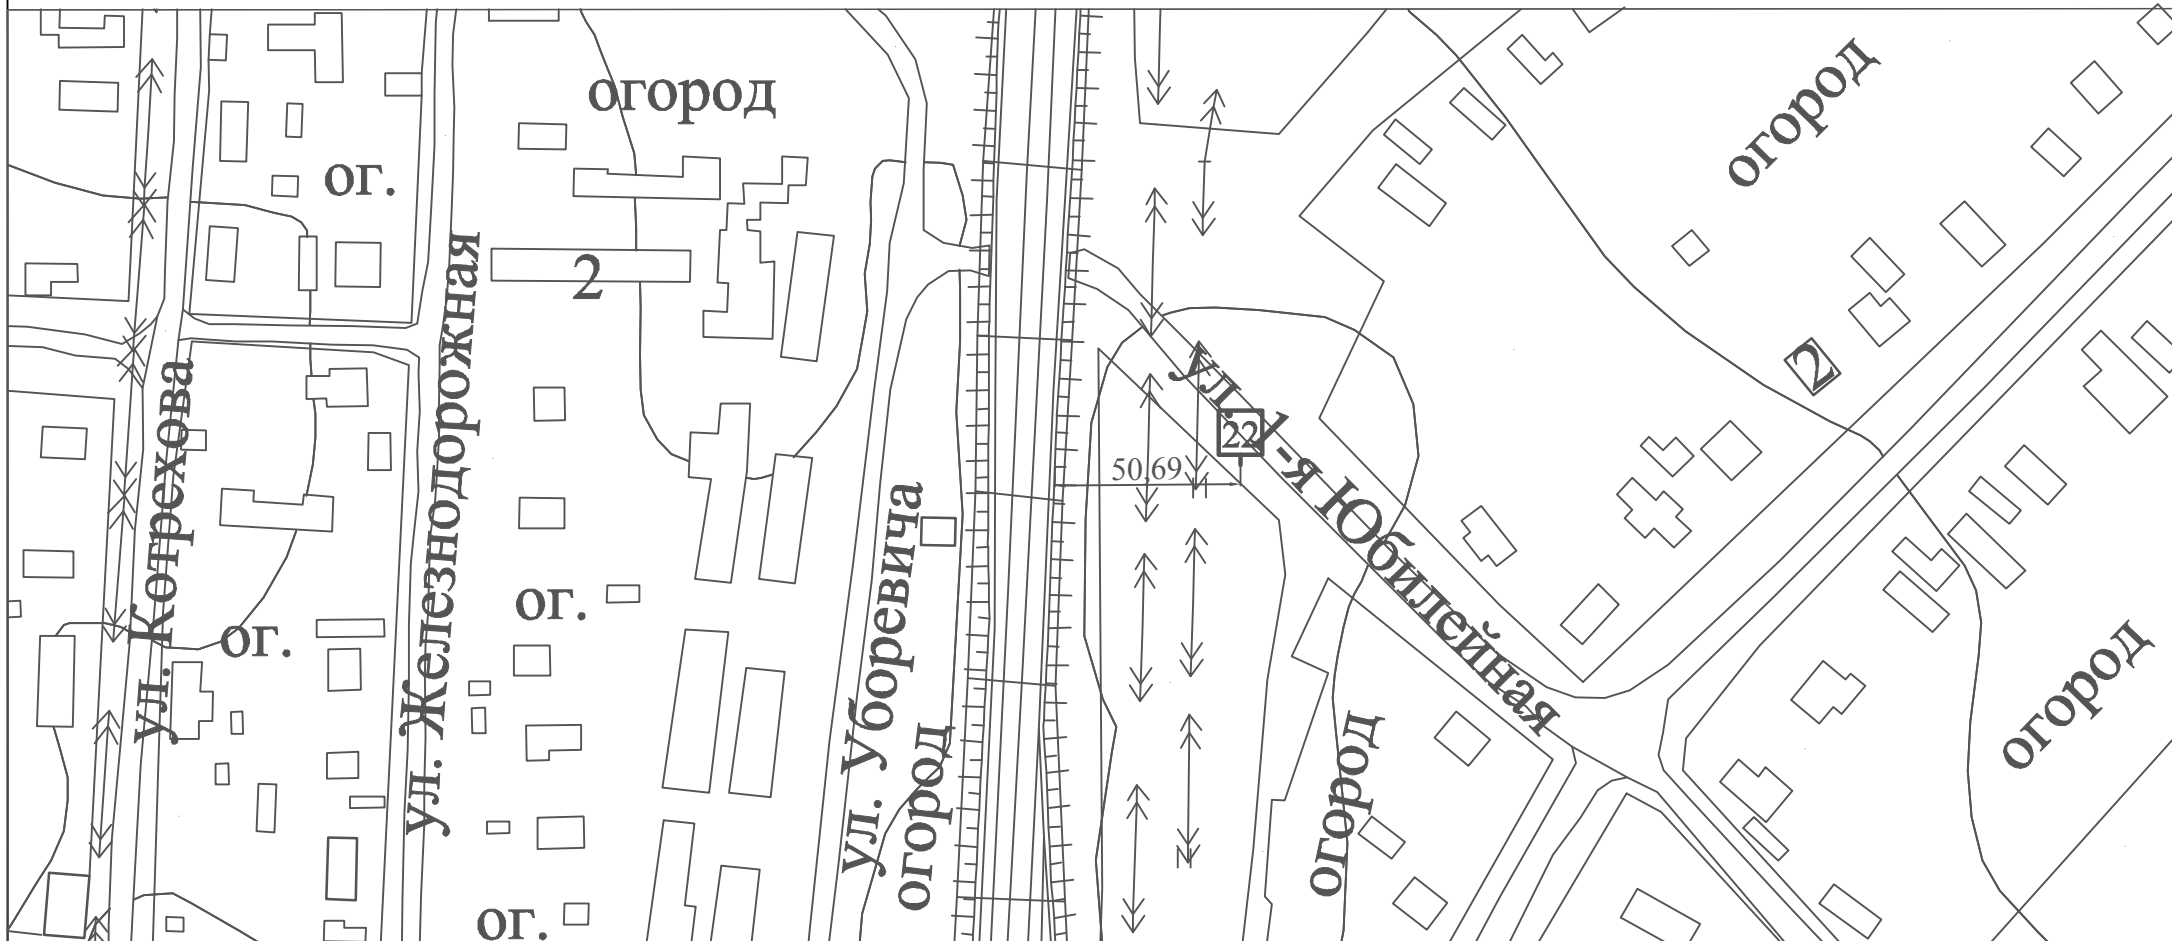 огород
огород
ог.
2
ул. Железнодорожная
2
ул. Котрехова
ул. 1-я Юбилейная
22
50,69
ул. Уборевича
ог.
ог.
огород
огород
огород
ог.